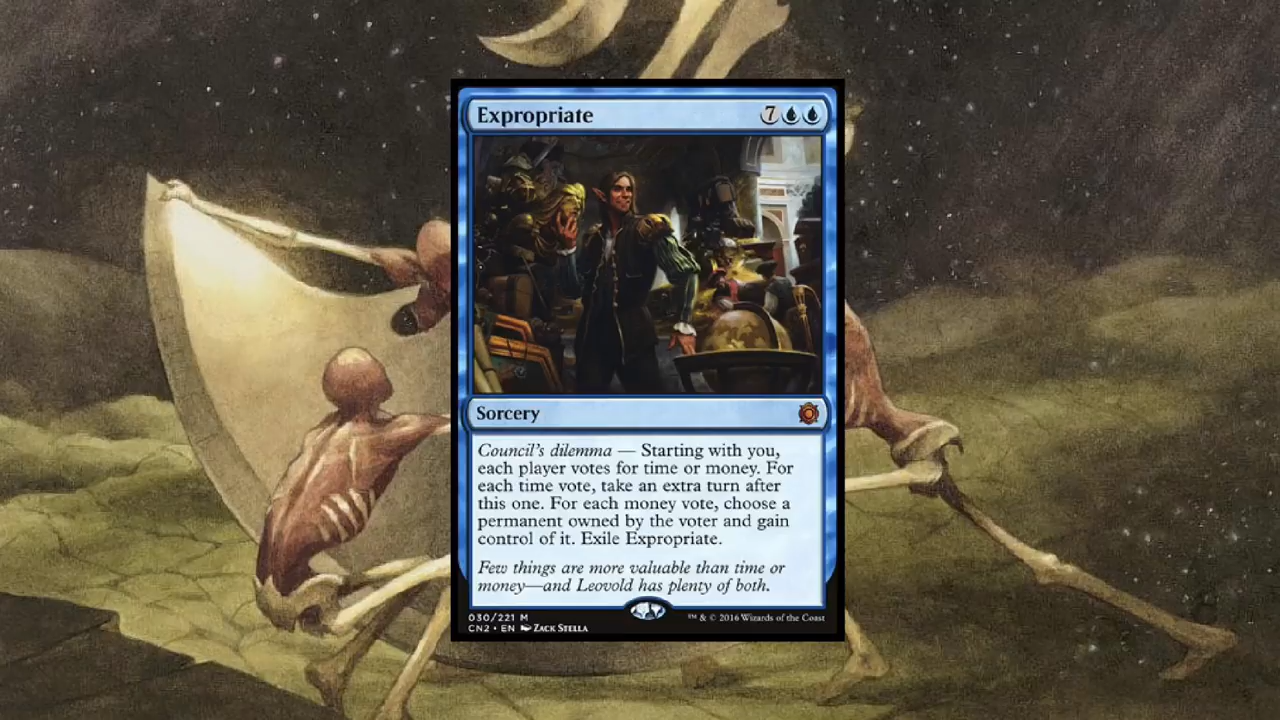 Expropriate 7
Sorcery
Council's dilemma — Starting with you,
each player votes for time or money. For
each time vote, take an extra turn after
this one. For each money vote, choose a
permanent owned by the voter and gain
control of it. Exile Expropriate.
Few things are more valuable than time or
money—and Leovold has plenty of both.
030/221 M
CN2 • EN Zack Stella
™ & © 2016 Wizards of the Coast